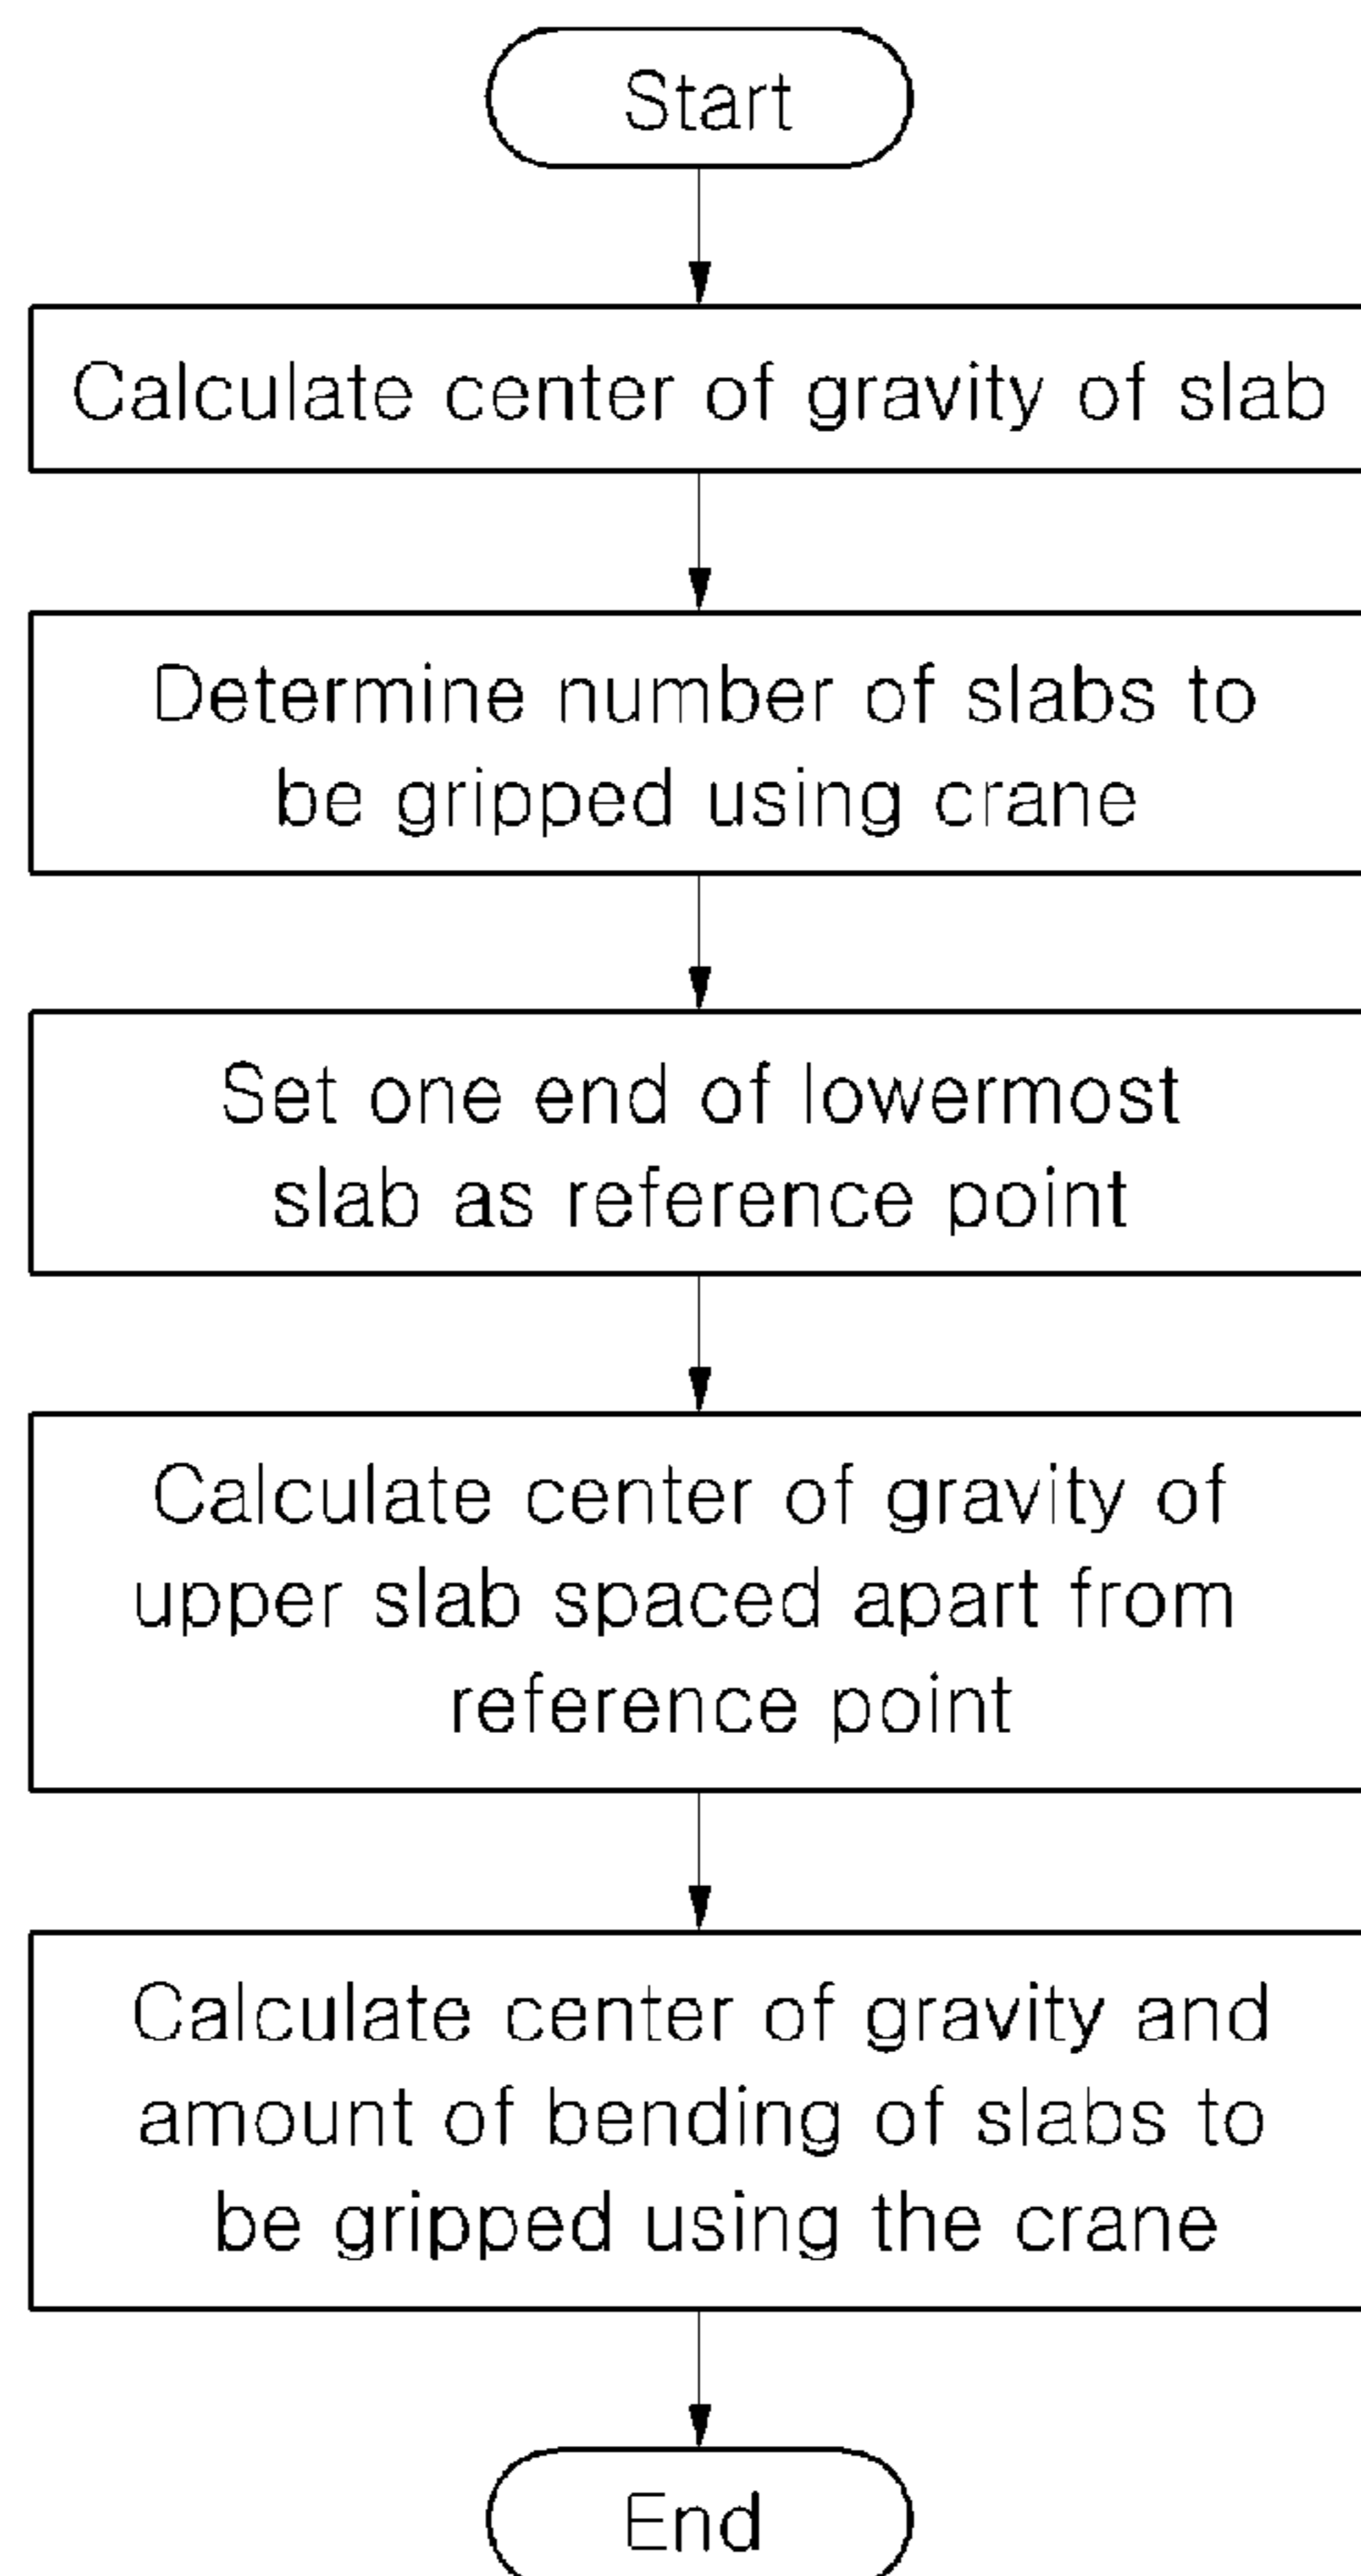 Start
Calculate center of gravity of slab
Determine number of slabs to
be gripped using crane
Set one end of lowermost
slab as reference point
Calculate center of gravity of
upper slab spaced apart from
reference point
Calculate center of gravity and
amount of bending of slabs to
be gripped using the crane
End